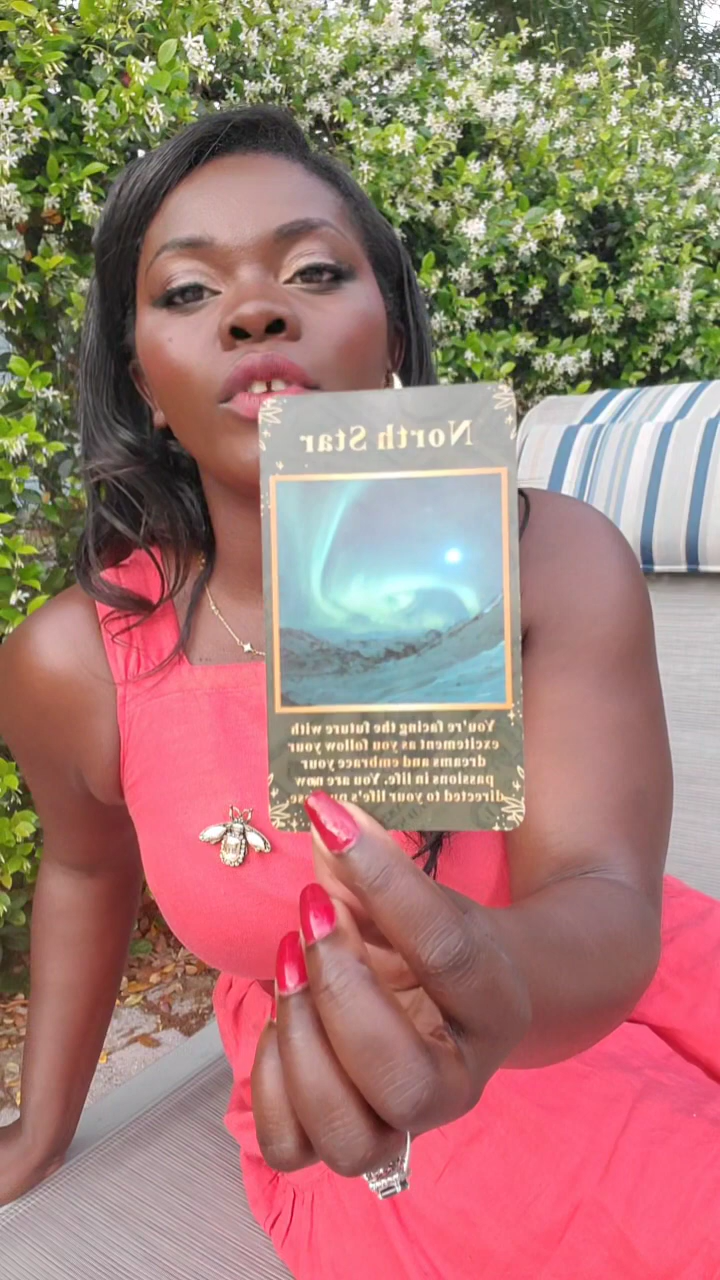 North Star
You're facing the future with
excitement as you follow your
dreams and embrace your
passions in life. You are now
directed to your life's purpose.